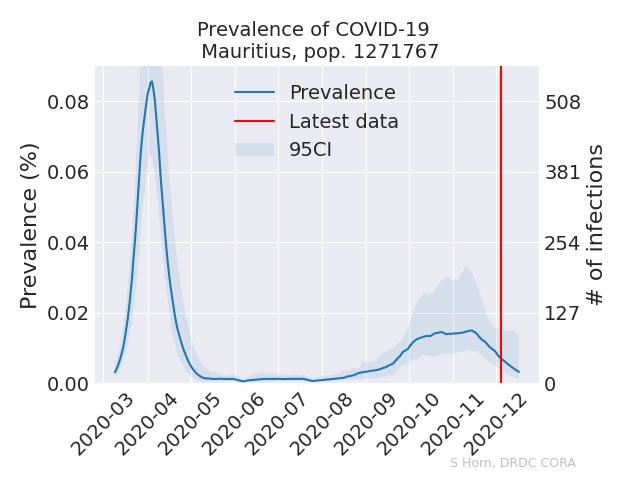 Prevalence of COVID-19
Mauritius, pop. 1271767
Prevalence
Latest data
95CI
Prevalence (%)
0.08
0.06
0.04
0.02
0.00
508
381
254
127
0
# of infections
2020-03
2020-04
2020-05
2020-06
2020-07
2020-08
2020-09
2020-10
2020-11
2020-12
S Horn, DRDC CORA